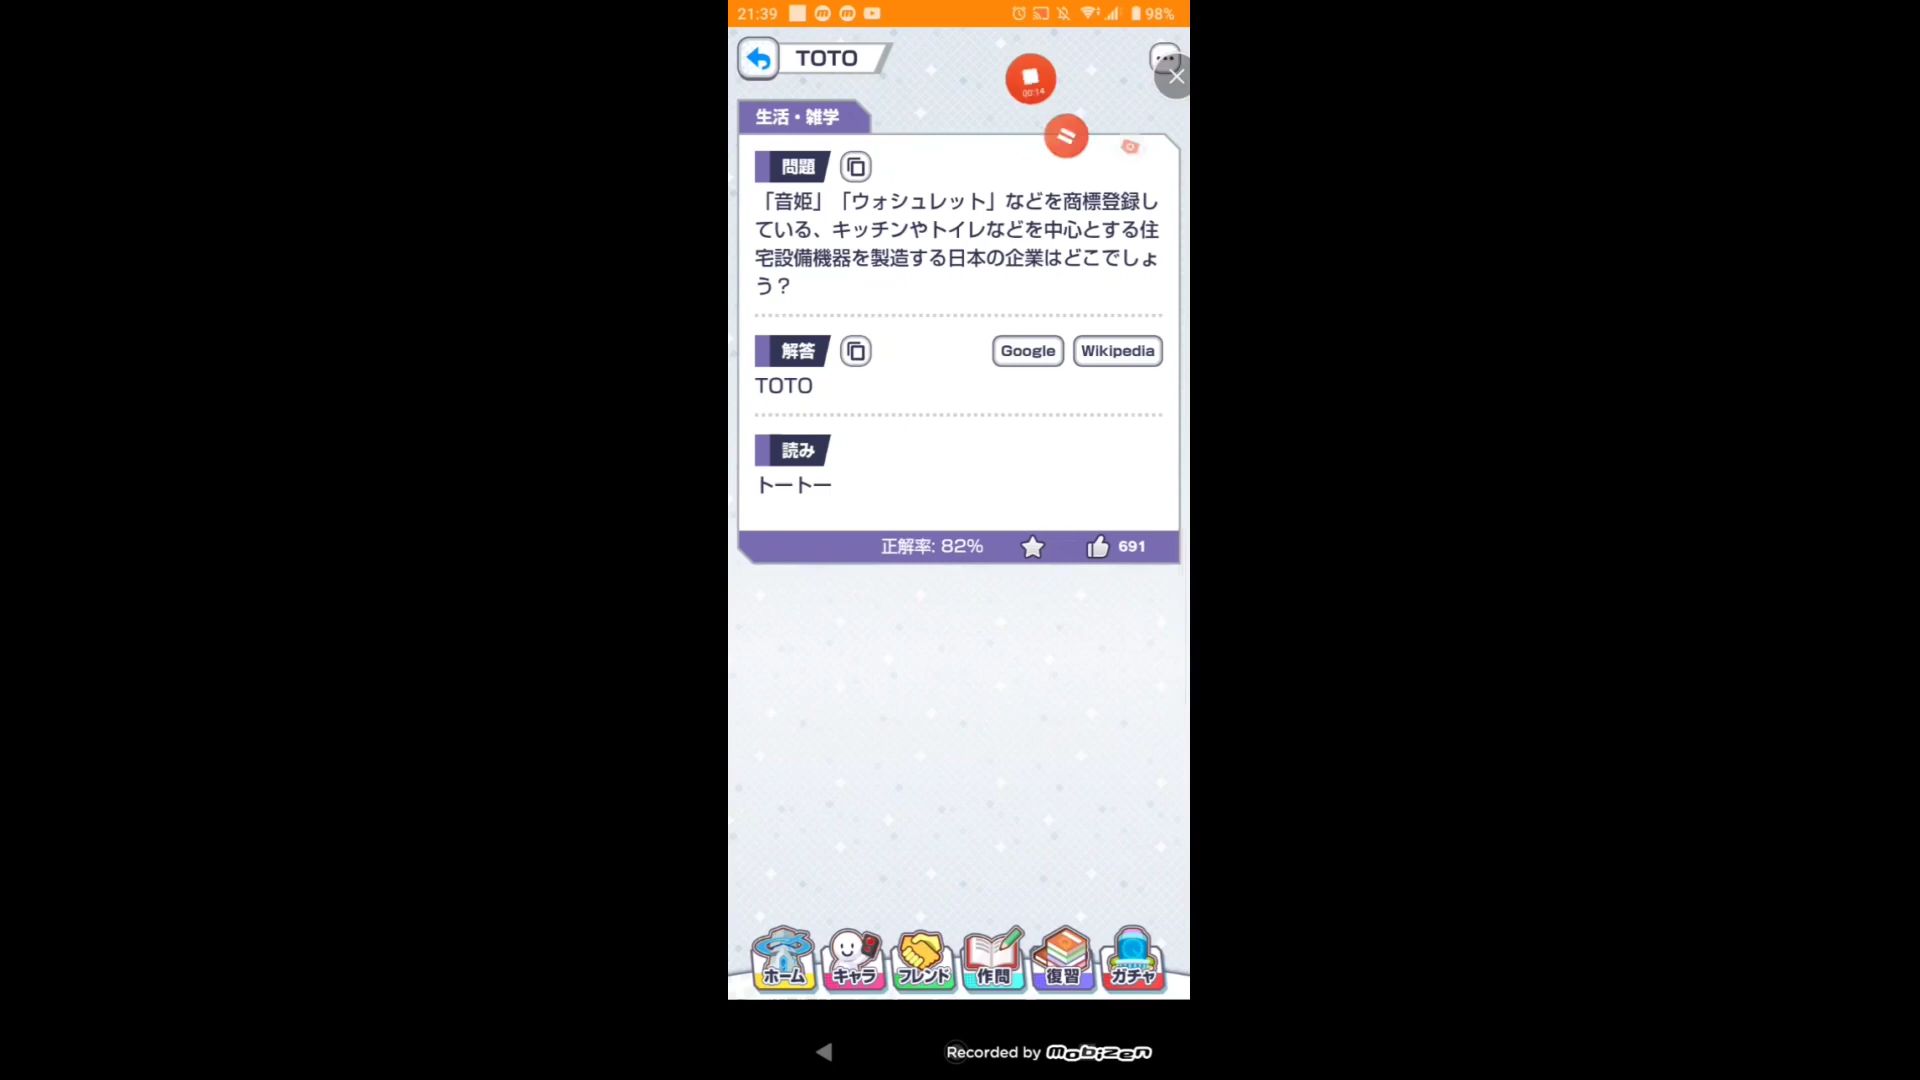 21:39
98%
TOTO
00:14
生活・雑学
問題
「音姫」「ウォシュレット」などを商標登録し
ている、キッチンやトイレなどを中心とする住
宅設備機器を製造する日本の企業はどこでしょ
う？
解答
Google
Wikipedia
TOTO
読み
トートー
正解率: 82%
691
ホーム
キャラ
フレンド
作問
復習
ガチャ
Recorded by mobizen